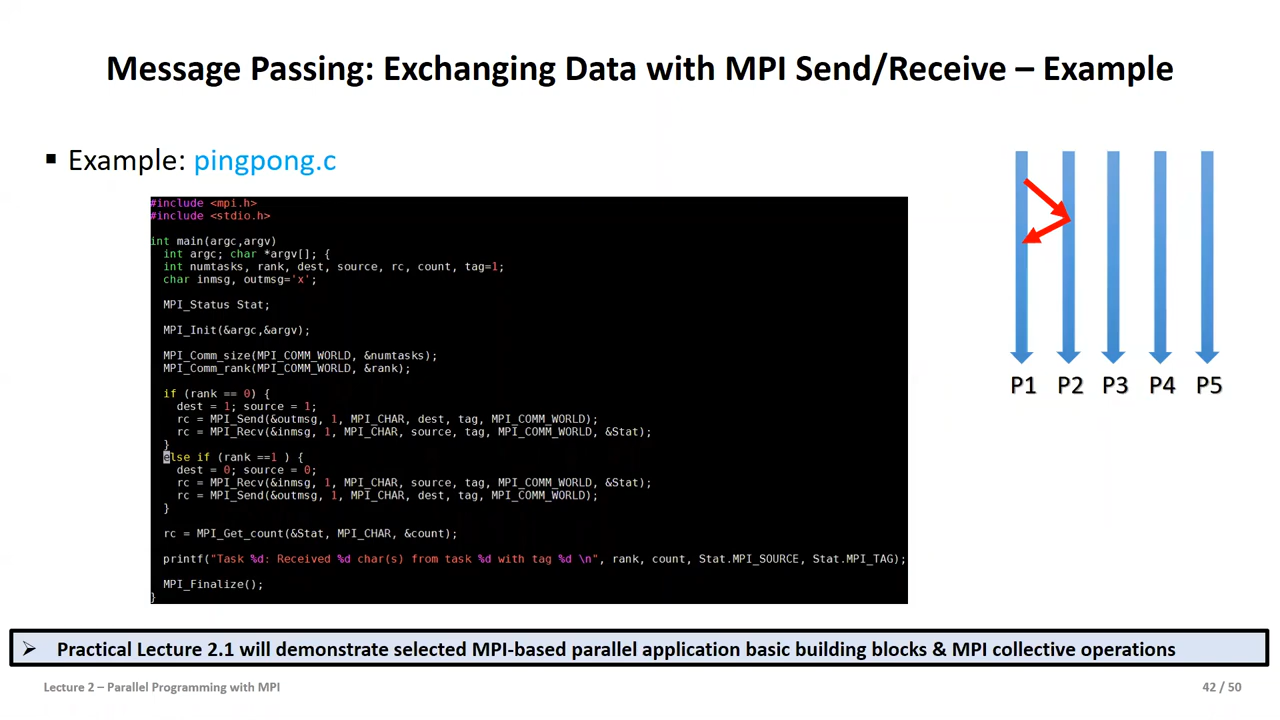 Message Passing: Exchanging Data with MPI Send/Receive – Example
▪ Example: pingpong.c
#include <mpi.h>
#include <stdio.h>
int main(argc,argv)
int argc; char *argv[]; {
int numtasks, rank, dest, source, rc, count, tag=1;
char inmsg, outmsg='x';
MPI_Status Stat;
MPI_Init(&argc,&argv);
MPI_Comm_size(MPI_COMM_WORLD, &numtasks);
MPI_Comm_rank(MPI_COMM_WORLD, &rank);
if (rank == 0) {
dest = 1; source = 1;
rc = MPI_Send(&outmsg, 1, MPI_CHAR, dest, tag, MPI_COMM_WORLD);
rc = MPI_Recv(&inmsg, 1, MPI_CHAR, source, tag, MPI_COMM_WORLD, &Stat);
}
else if (rank ==1 ) {
dest = 0; source = 0;
rc = MPI_Recv(&inmsg, 1, MPI_CHAR, source, tag, MPI_COMM_WORLD, &Stat);
rc = MPI_Send(&outmsg, 1, MPI_CHAR, dest, tag, MPI_COMM_WORLD);
}
rc = MPI_Get_count(&Stat, MPI_CHAR, &count);
printf("Task %d: Received %d char(s) from task %d with tag %d \n", rank, count, Stat.MPI_SOURCE, Stat.MPI_TAG);
MPI_Finalize();
}
P1 P2 P3 P4 P5
➢ Practical Lecture 2.1 will demonstrate selected MPI-based parallel application basic building blocks & MPI collective operations
Lecture 2 – Parallel Programming with MPI
42 / 50